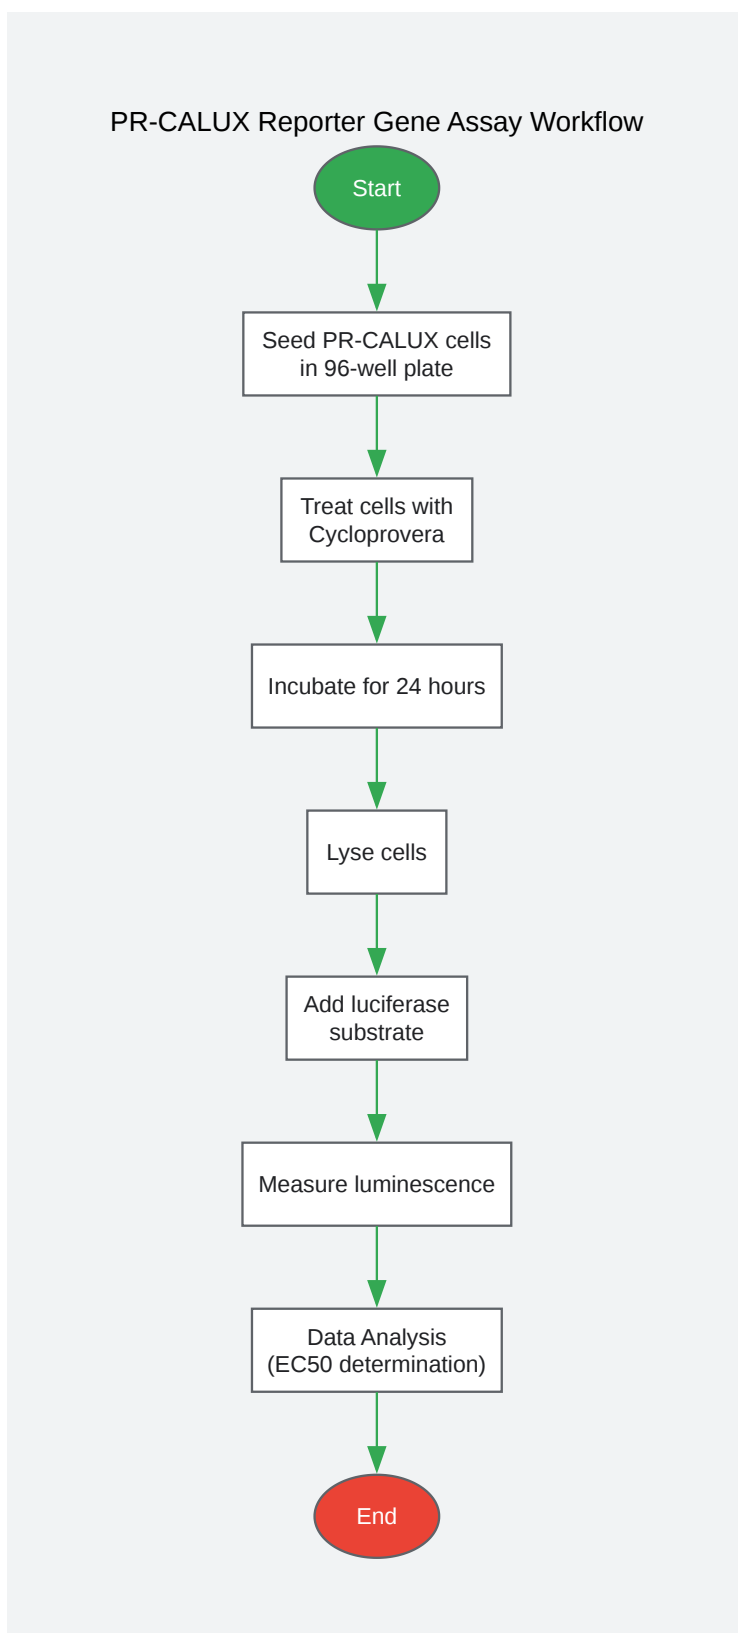 PR-CALUX Reporter Gene Assay Workflow
Start
Seed PR-CALUX cells
in 96-well plate
Treat cells with
Cycloprovera
Incubate for 24 hours
Lyse cells
Add luciferase
substrate
Measure luminescence
Data Analysis
(EC50 determination)
End